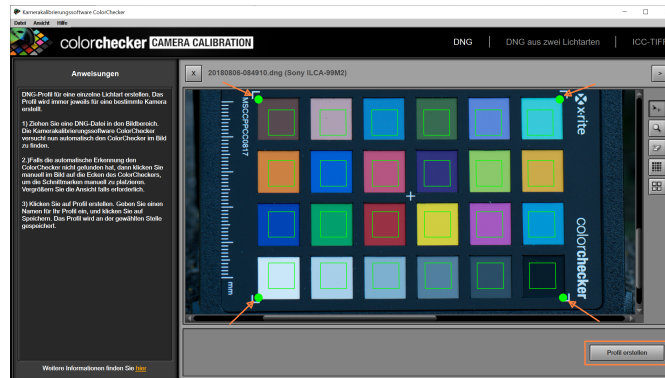 Kamerakalibrierungssoftware ColorChecker
Datei Ansicht Hilfe
colorchecker CAMERA CALIBRATION
DNG
DNG aus zwei Lichtarten
ICC-TIFF
Anweisungen
DNG-Profil für eine einzelne Lichtart erstellen. Das
Profil wird immer jeweils für eine bestimmte Kamera
erstellt.
1) Ziehen Sie eine DNG-Datei in den Bildbereich.
Die Kamerakalibrierungssoftware ColorChecker
versucht nun automatisch den ColorChecker im Bild
zu finden.
2.)Falls die automatische Erkennung den
ColorChecker nicht gefunden hat, dann klicken Sie
manuell im Bild auf die Ecken des ColorCheckers,
um die Schnittmarken manuell zu platzieren.
Vergrößern Sie die Ansicht falls erforderlich.
3) Klicken Sie auf Profil erstellen. Geben Sie einen
Namen für Ihr Profil ein, und klicken Sie auf
Speichern. Das Profil wird an der gewählten Stelle
gespeichert.
Weitere Informationen finden Sie hier
X
20180806-084910.dng (Sony ILCA-99M2)
>
MSCCPPCC0817
mm
x-rite
colorchecker
Profil erstellen